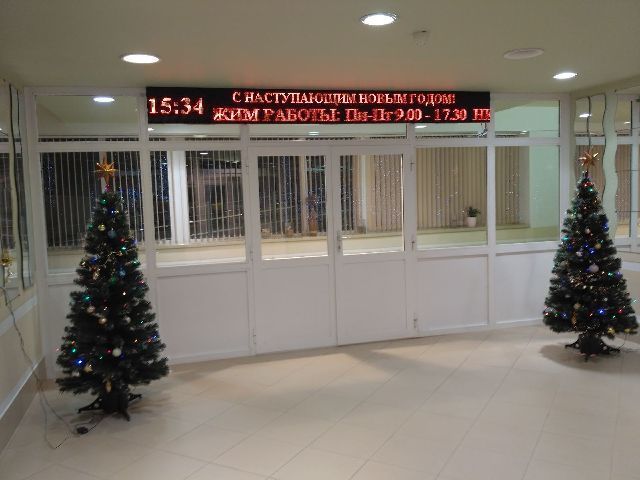 15:34
С НАСТУПАЮЩИМ НОВЫМ ГОДОМ!
ЖИМ РАБОТЫ: Пн-Пт 9.00 - 17.30